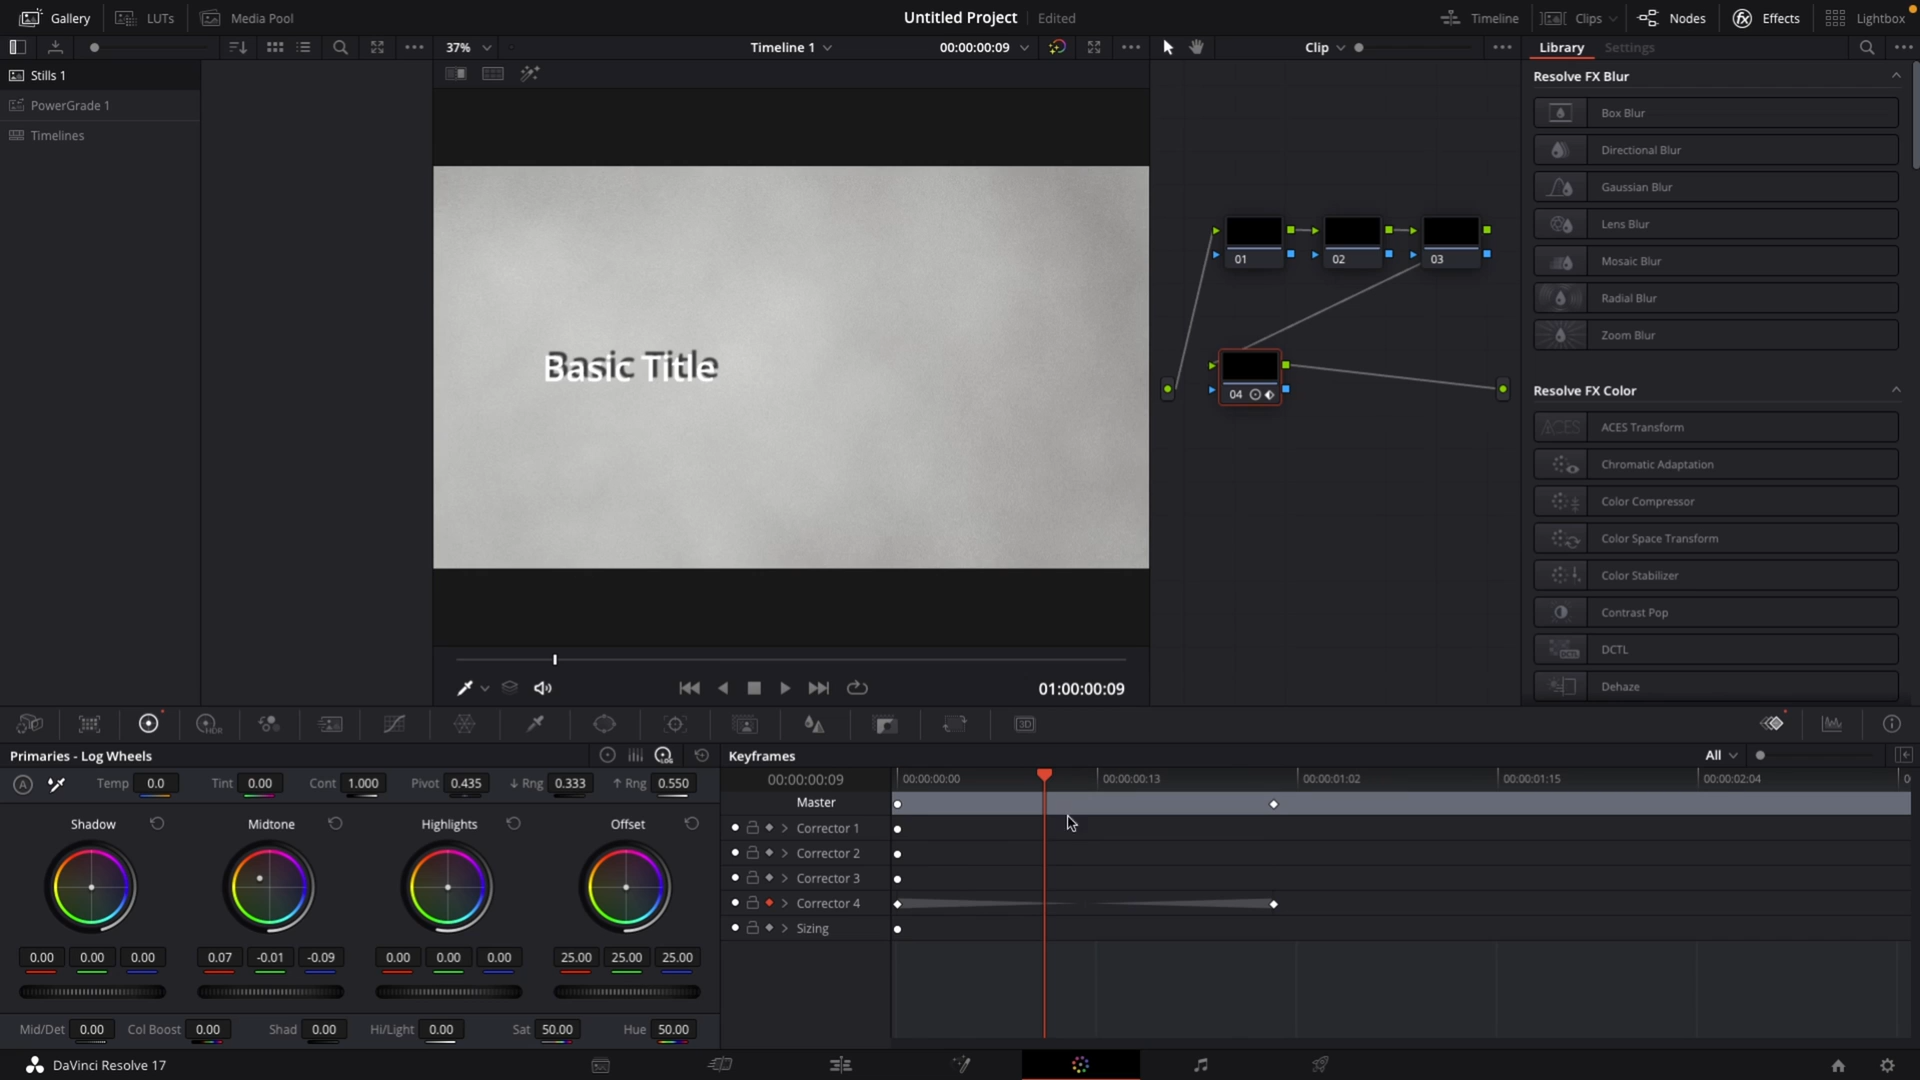 Gallery LUTs Media Pool Untitled Project Edited Timeline Clips Nodes Effects Lightbox
37% Timeline 1 00:00:00:09 Clip Library Settings
Stills 1
PowerGrade 1
Timelines
Basic Title
01 02 03
04
Resolve FX Blur
Box Blur
Directional Blur
Gaussian Blur
Lens Blur
Mosaic Blur
Radial Blur
Zoom Blur
Resolve FX Color
ACES Transform
Chromatic Adaptation
Color Compressor
Color Space Transform
Color Stabilizer
Contrast Pop
DCTL
Dehaze
01:00:00:09
HDR
3D
Primaries - Log Wheels
A Temp 0.0 Tint 0.00 Cont 1.000 Pivot 0.435 ↓ Rng 0.333 ↑ Rng 0.550
Shadow Midtone Highlights Offset
0.00 0.00 0.00 0.07 -0.01 -0.09 0.00 0.00 0.00 25.00 25.00 25.00
Mid/Det 0.00 Col Boost 0.00 Shad 0.00 Hi/Light 0.00 Sat 50.00 Hue 50.00
Keyframes All
00:00:00:09 00:00:00:00 00:00:00:13 00:00:01:02 00:00:01:15 00:00:02:04 0
Master
Corrector 1
Corrector 2
Corrector 3
Corrector 4
Sizing
DaVinci Resolve 17